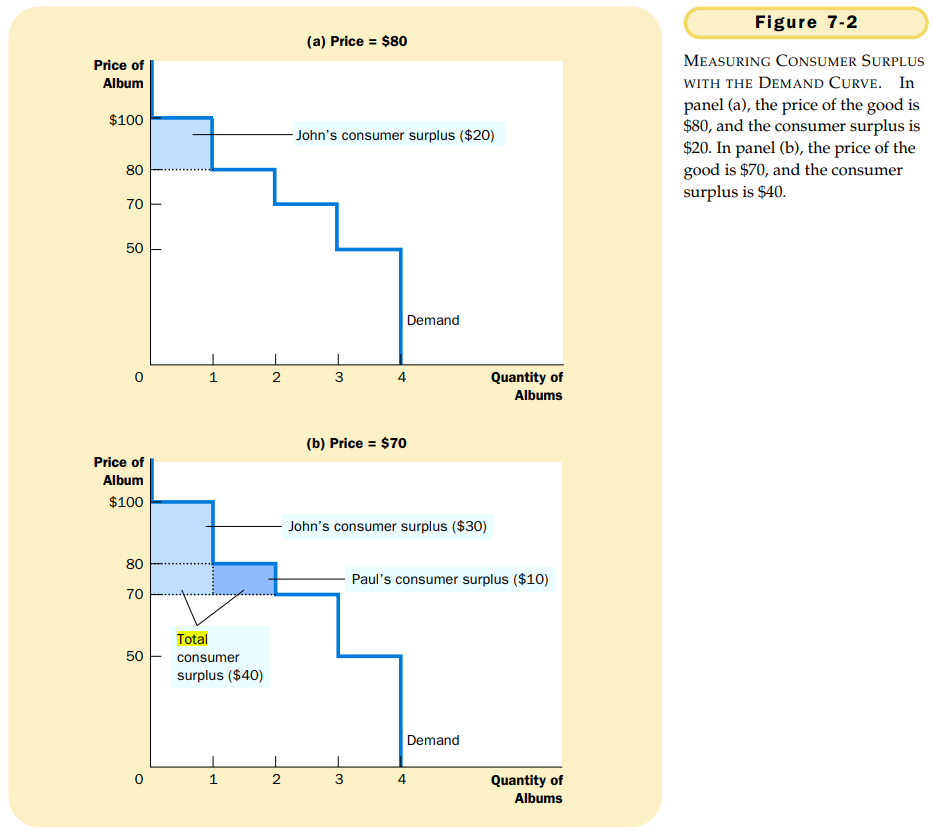 (a) Price = $80
Price of
Album
$100
John’s consumer surplus ($20)
80
70
50
Demand
0
1
2
3
4
Quantity of
Albums
(b) Price = $70
Price of
Album
$100
John’s consumer surplus ($30)
80
Paul’s consumer surplus ($10)
70
Total
consumer
surplus ($40)
50
Demand
0
1
2
3
4
Quantity of
Albums
Figure 7-2
MEASURING CONSUMER SURPLUS
WITH THE DEMAND CURVE. In
panel (a), the price of the good is
$80, and the consumer surplus is
$20. In panel (b), the price of the
good is $70, and the consumer
surplus is $40.